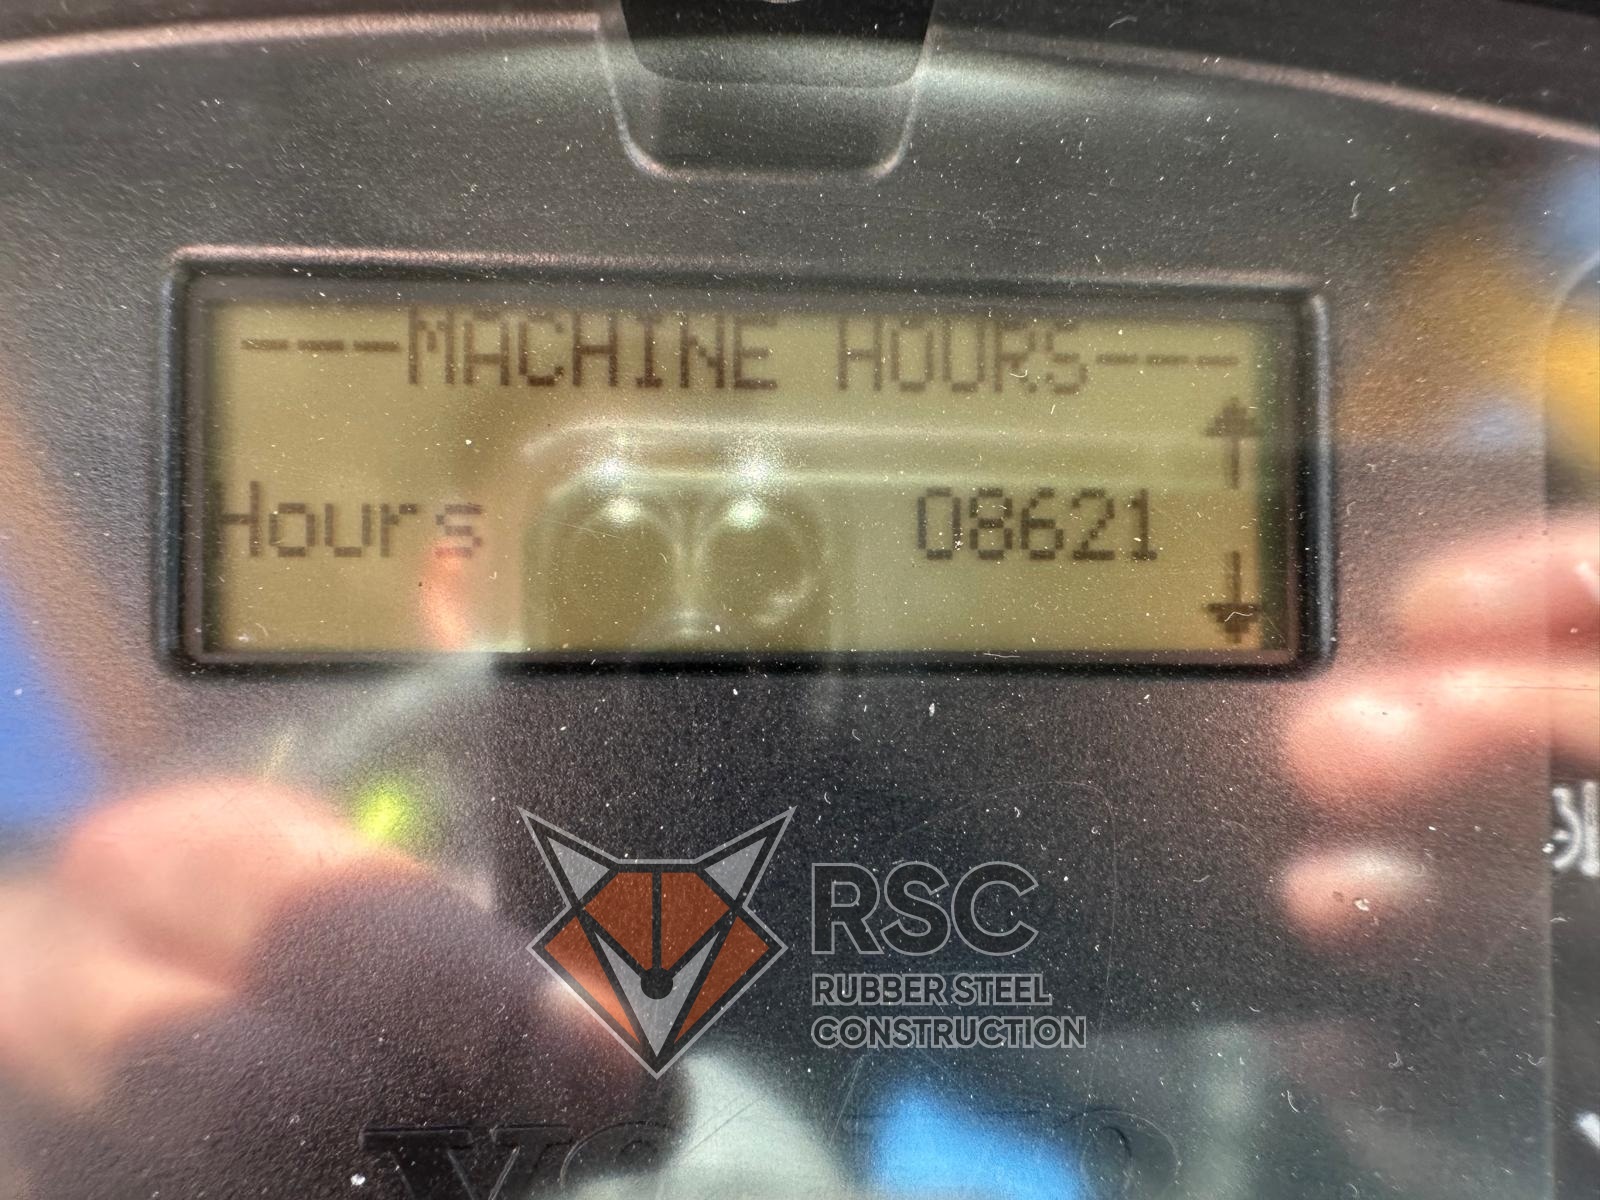 ----MACHINE HOURS----
Hours 08621
RSC
RUBBER STEEL
CONSTRUCTION